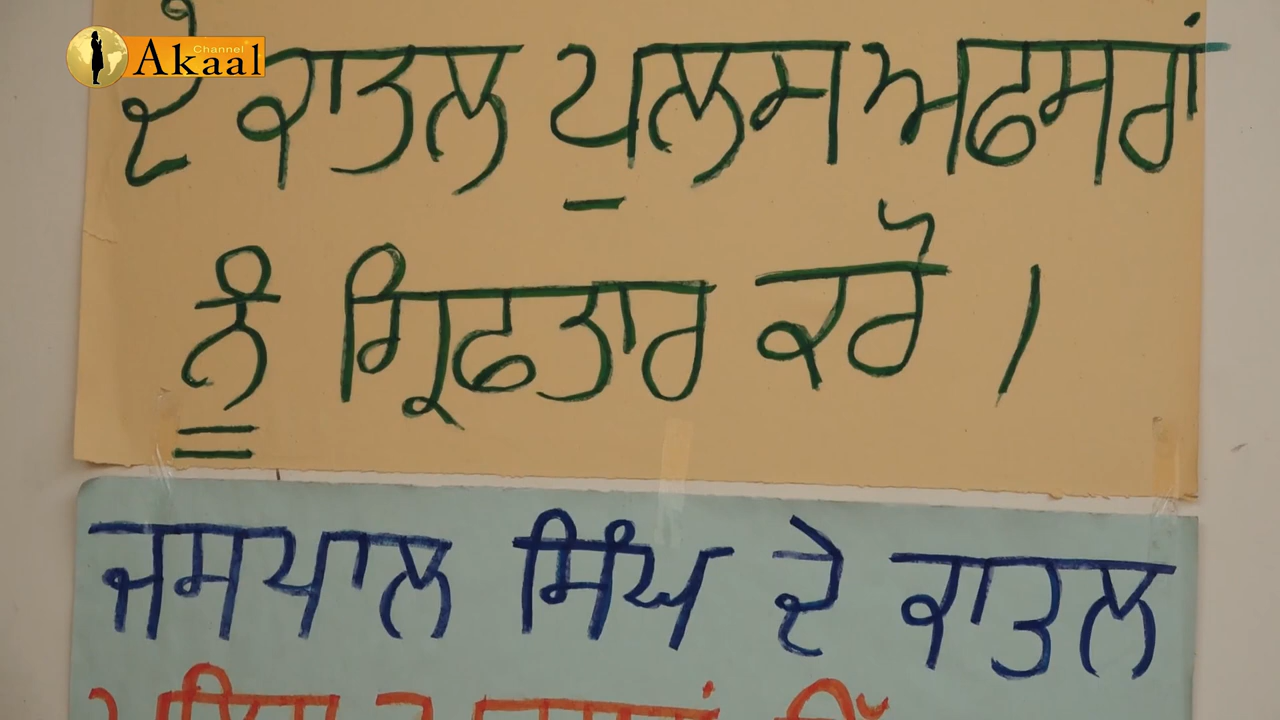 Akaal
Channel
ਦੇ ਕਾਤਲ ਪੁਲਸ ਅਫਸਰਾਂ
ਨੂੰ ਗ੍ਰਿਫਤਾਰ ਕਰੋ।
ਜਸਪਾਲ ਸਿੰਘ ਦੇ ਕਾਤਲ